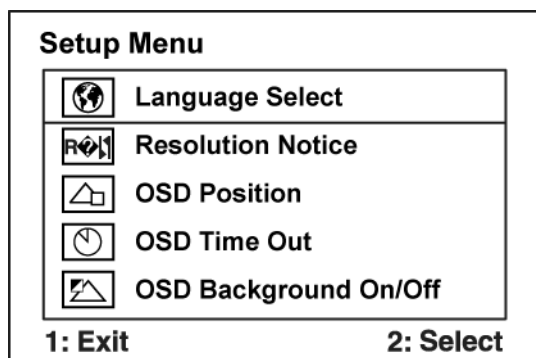 Setup Menu
Language Select
Resolution Notice
OSD Position
OSD Time Out
OSD Background On/Off
1: Exit 2: Select